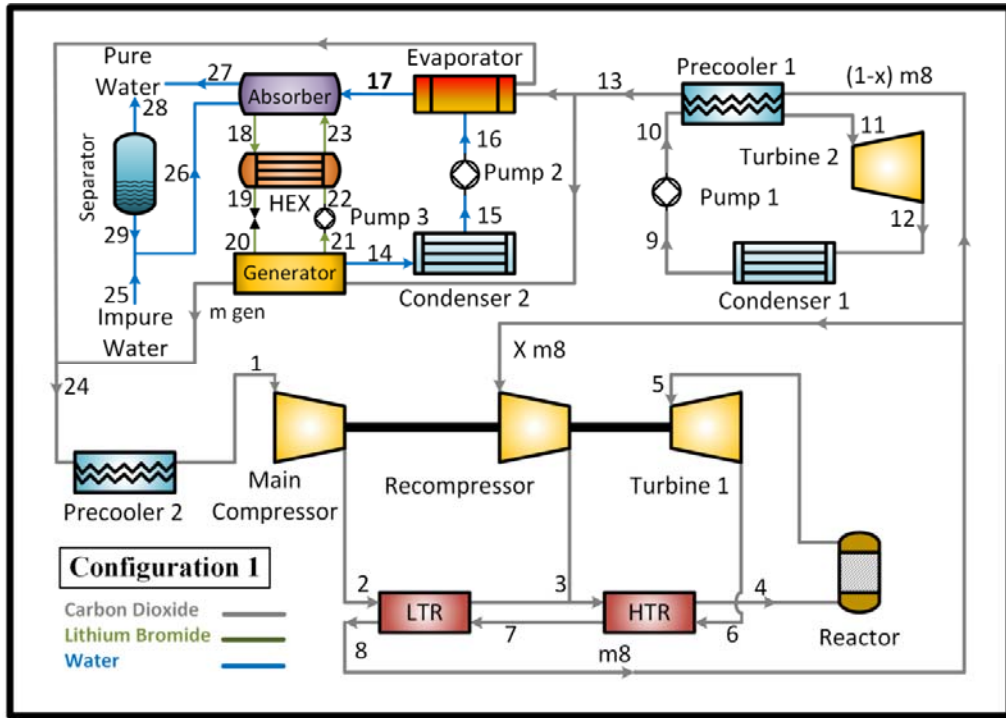 Pure
Water
27
28
Absorber
17
Evaporator
13
Precooler 1
(1-x) m8
Separator
26
18
23
16
10
11
Turbine 2
HEX
19
22
Pump 2
Pump 1
29
20
Pump 3
21
15
9
12
25
Generator
14
Condenser 2
Condenser 1
Impure
Water
m gen
X m8
24
1
5
Precooler 2
Main
Compressor
Recompressor
Turbine 1
Configuration 1
2
LTR
3
HTR
4
Reactor
8
7
6
m8
Carbon Dioxide
Lithium Bromide
Water